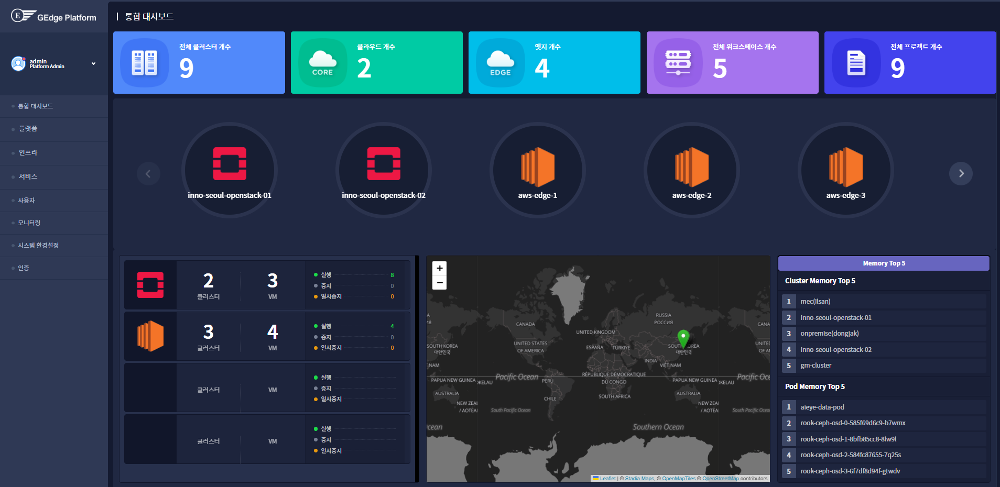 E GEdge Platform
admin
Platform Admin
통합 대시보드
플랫폼
인프라
서비스
사용자
모니터링
시스템 환경설정
인증
통합 대시보드
전체 클러스터 개수
9
CORE
클라우드 개수
2
EDGE
엣지 개수
4
전체 워크스페이스 개수
5
전체 프로젝트 개수
9
inno-seoul-openstack-01
inno-seoul-openstack-02
aws-edge-1
aws-edge-2
aws-edge-3
2
클러스터
3
VM
실행 8
중지 0
일시중지 0
3
클러스터
4
VM
실행 4
중지 0
일시중지 0
클러스터
VM
실행
중지
일시중지
클러스터
VM
실행
중지
일시중지
+
−
CANADA
UNITED STATES
OF AMERICA
UNITED KINGDOM
ESPAÑA
TÜRKIYE
RUSSIA
РОССИЯ
SOUTH KOREA
대한민국
SOUTH KOREA
대한민국
CANA
UNITE
OF A
NAM
INDIA
VIỆT NAM
Pacific Ocean
PERÚ
RÉPUBLIQUE DÉMOCRATIQUE
DU CONGO
PAPUA NEW GUINEA
OKELAU
AUSTRALIA
NEW ZEA
/ AOTEA
South Pacific Ocean
CHILE
SOUTH AFRICA
PAPUA NEW GUINEA
OKELAU
AUSTRALIA
NEW ZEA
/ AOTEA
Pacific Oce
South Pacific Ocea
cean
Southern Ocean
Leaflet | © Stadia Maps, © OpenMapTiles © OpenStreetMap contributors
Memory Top 5
Cluster Memory Top 5
1 mec(ilsan)
2 inno-seoul-openstack-01
3 onpremise(dongjak)
4 inno-seoul-openstack-02
5 gm-cluster
Pod Memory Top 5
1 aieye-data-pod
2 rook-ceph-osd-0-585f69d6c9-b7wmx
3 rook-ceph-osd-1-8bfb85cc8-8lw9l
4 rook-ceph-osd-2-584fc87655-7q25s
5 rook-ceph-osd-3-6f7df8d94f-gtwdv